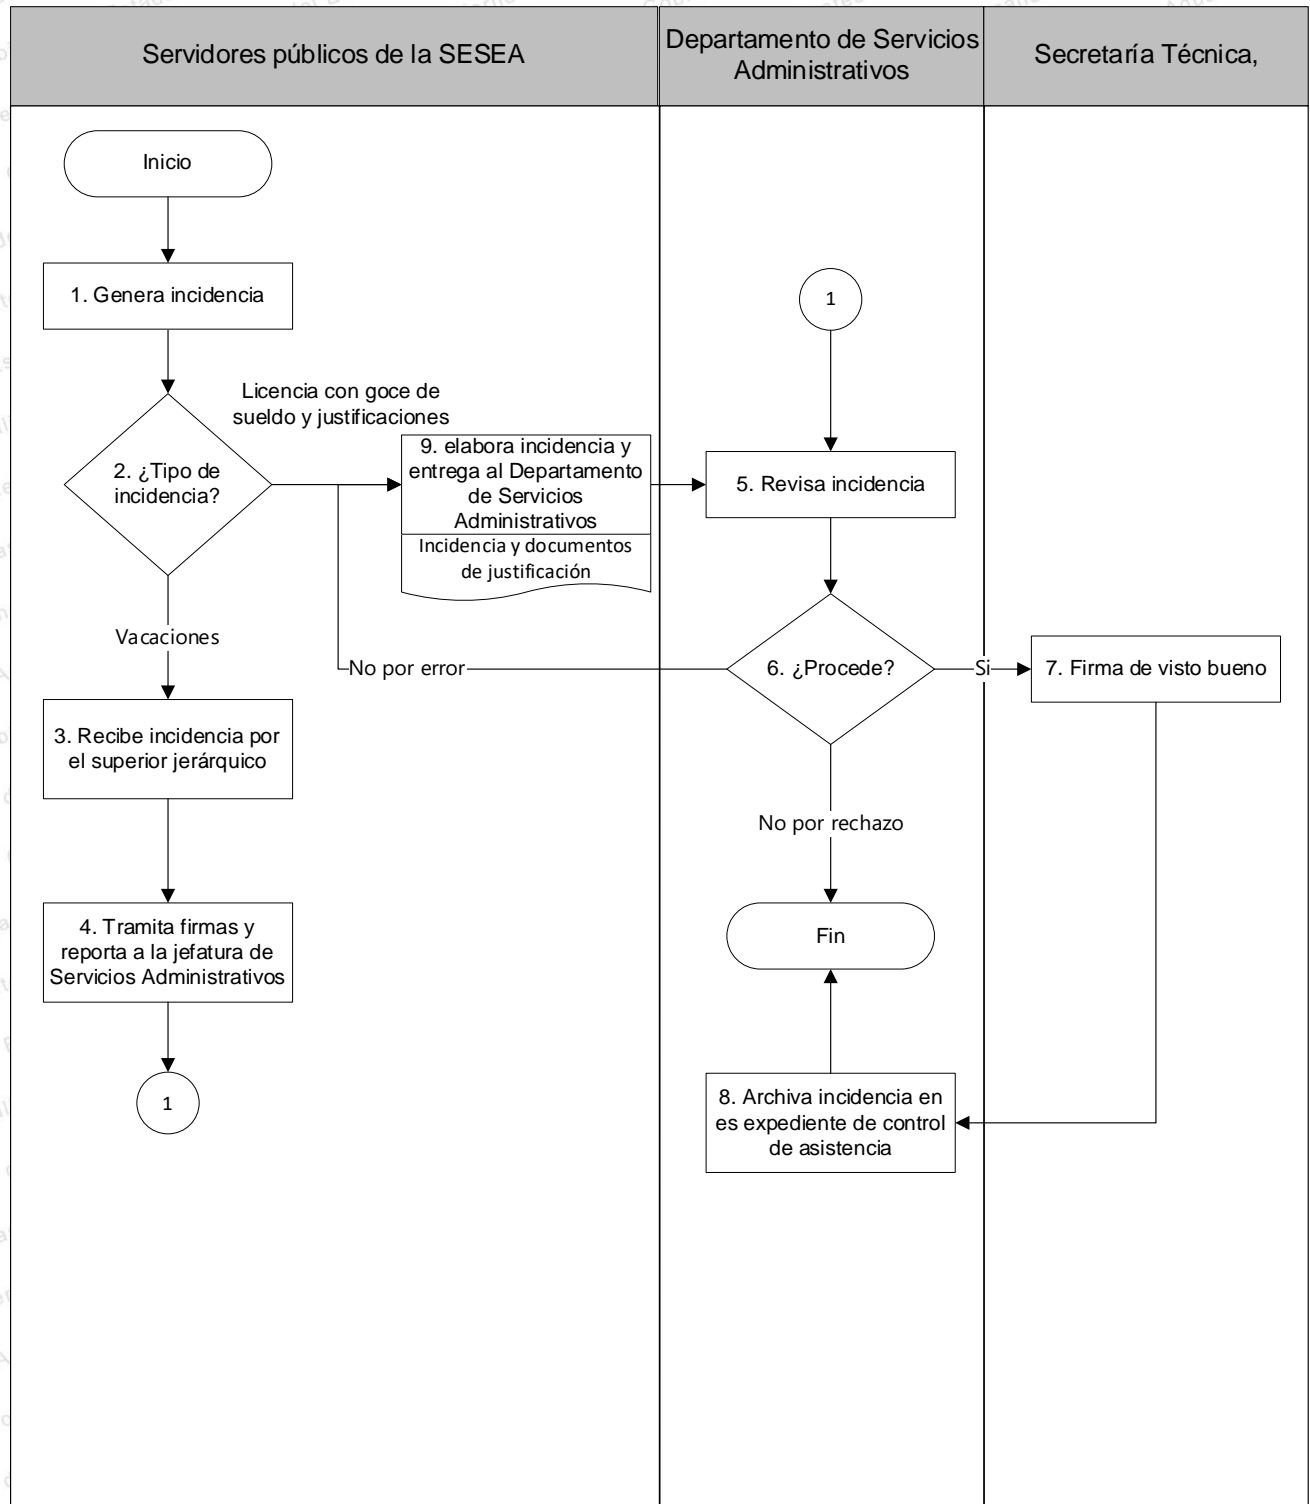 Servidores públicos de la SESEA
Departamento de Servicios
Administrativos
Secretaría Técnica,
Inicio
1. Genera incidencia
2. ¿Tipo de
incidencia?
Licencia con goce de
sueldo y justificaciones
9. elabora incidencia y
entrega al Departamento
de Servicios
Administrativos
Incidencia y documentos
de justificación
Vacaciones
3. Recibe incidencia por
el superior jerárquico
4. Tramita firmas y
reporta a la jefatura de
Servicios Administrativos
1
1
5. Revisa incidencia
6. ¿Procede?
No por error
Si
7. Firma de visto bueno
No por rechazo
Fin
8. Archiva incidencia en
es expediente de control
de asistencia